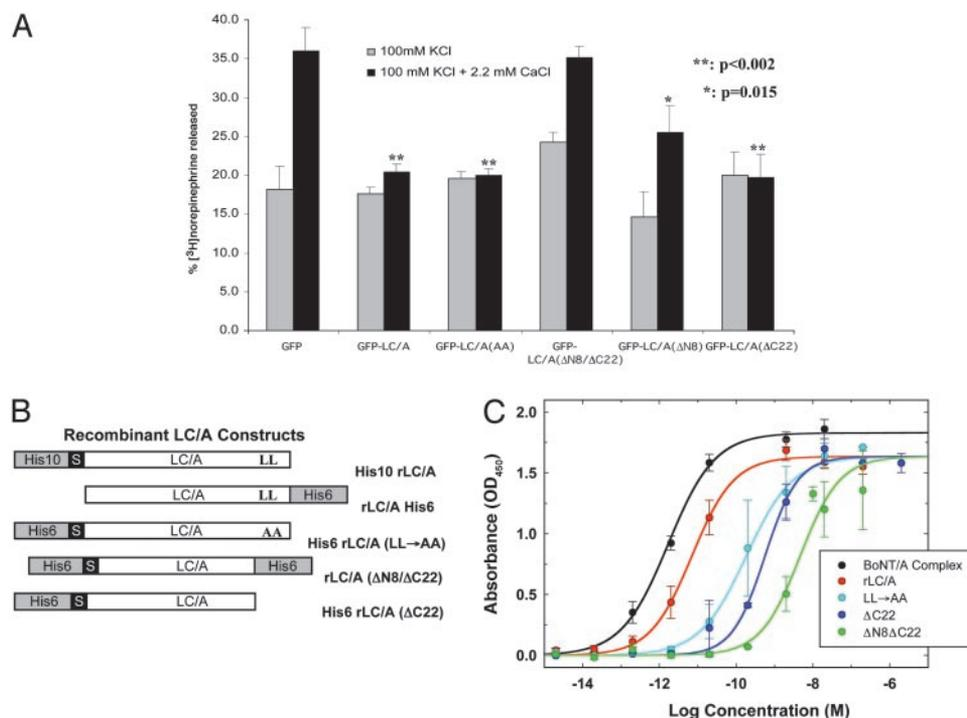 A
% [³H]norepinephrine released
40.0
35.0
30.0
25.0
20.0
15.0
10.0
5.0
0.0
100mM KCl
100 mM KCl + 2.2 mM CaCl
**: p<0.002
*: p=0.015
**
**
*
**
GFP
GFP-LC/A
GFP-LC/A(AA)
GFP-
LC/A(ΔN8/ΔC22)
GFP-LC/A(ΔN8)
GFP-LC/A(ΔC22)
B
Recombinant LC/A Constructs
His10 S LC/A LL
His10 rLC/A
LC/A LL His6
rLC/A His6
His6 S LC/A AA
His6 rLC/A (LL→AA)
His6 S LC/A His6
rLC/A (ΔN8/ΔC22)
His6 S LC/A
His6 rLC/A (ΔC22)
C
Absorbance (OD₄₅₀)
2.0
1.5
1.0
0.5
0.0
BoNT/A Complex
rLC/A
LL→AA
ΔC22
ΔN8ΔC22
-14 -12 -10 -8 -6
Log Concentration (M)